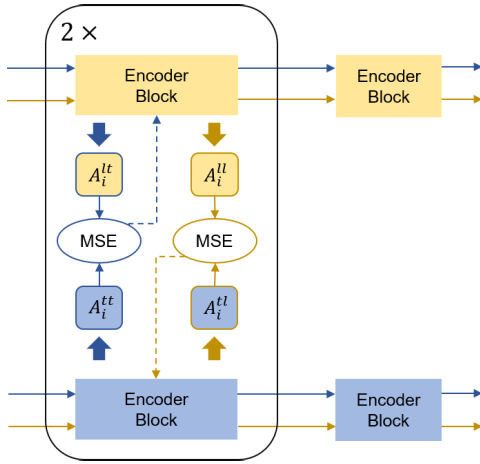 2 ×
Encoder
Block
Encoder
Block
A_i^{lt}
A_i^{ll}
MSE
MSE
A_i^{tt}
A_i^{tl}
Encoder
Block
Encoder
Block